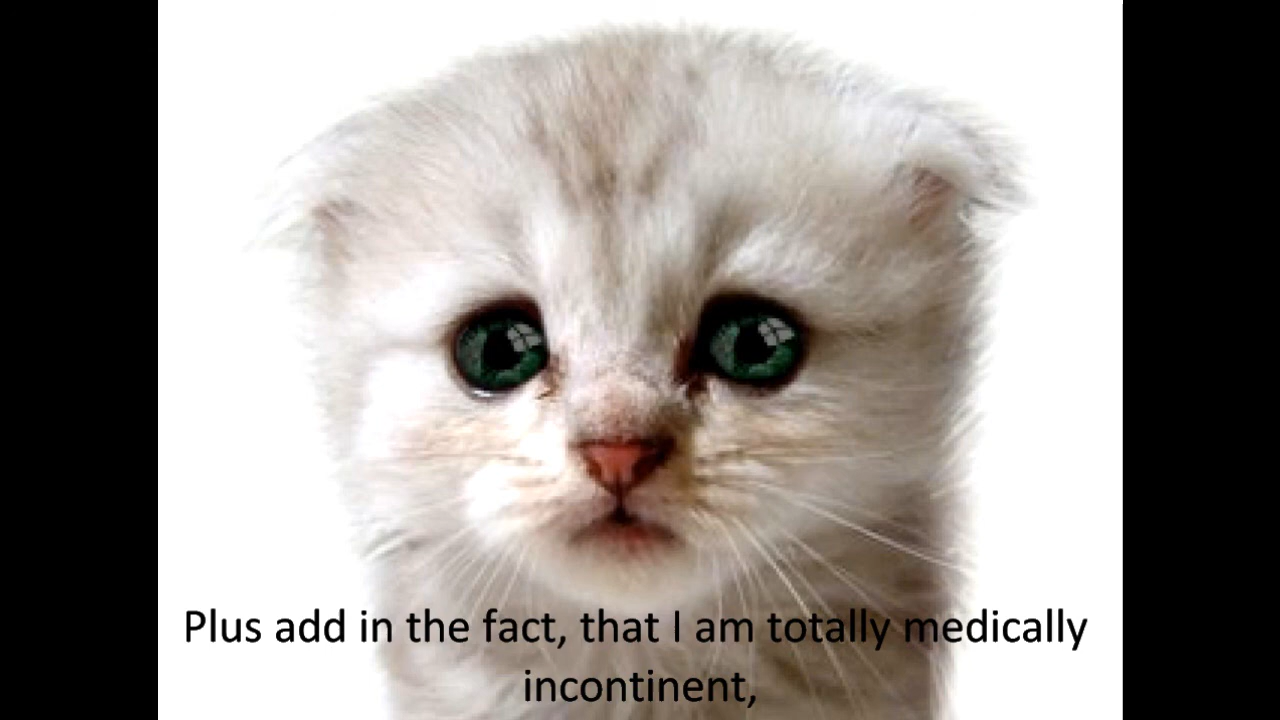 Plus add in the fact, that I am totally medically
incontinent,